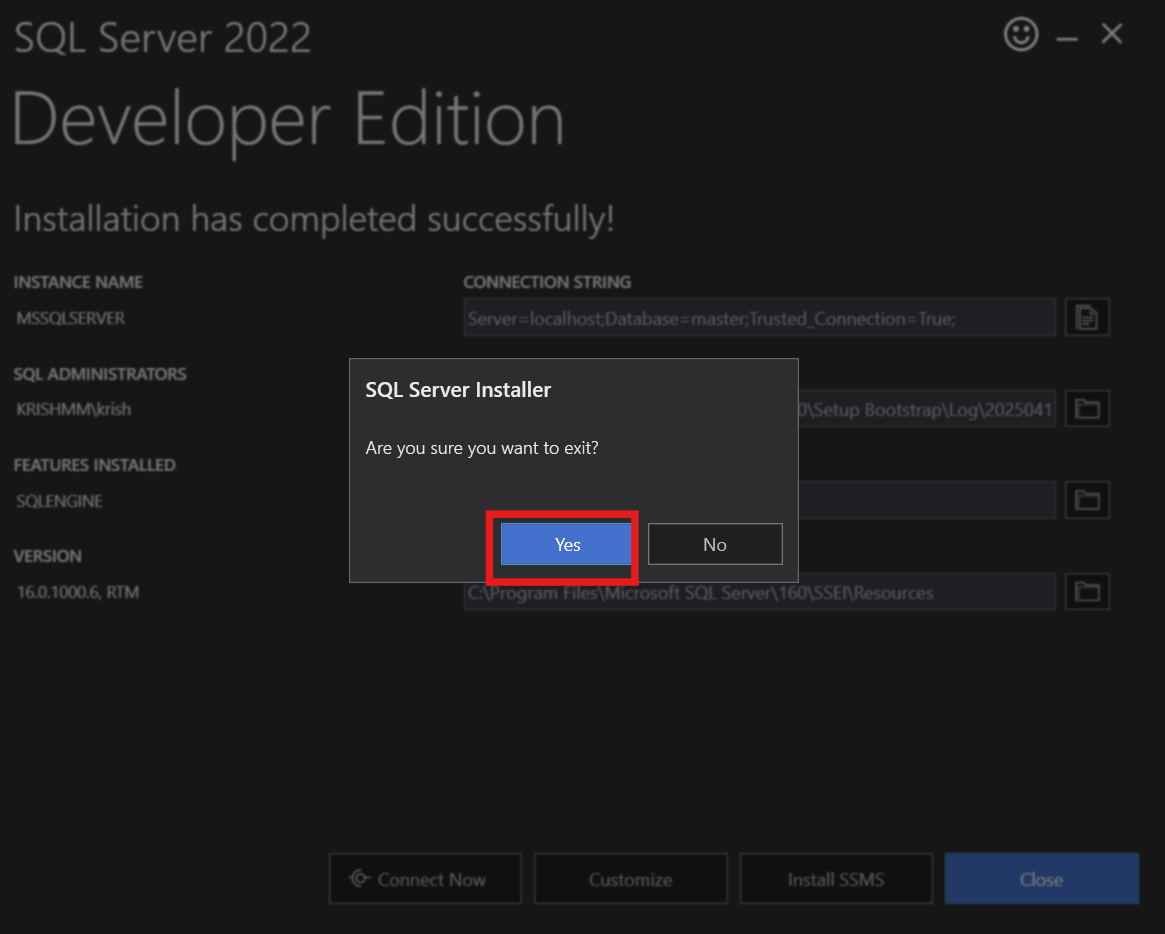 SQL Server 2022
Developer Edition
Installation has completed successfully!
INSTANCE NAME
MSSQLSERVER
CONNECTION STRING
Server=localhost;Database=master;Trusted_Connection=True;
SQL ADMINISTRATORS
KRISHMM\krish
0\Setup Bootstrap\Log\2025041
FEATURES INSTALLED
SQLENGINE
VERSION
16.0.1000.6, RTM
C:\Program Files\Microsoft SQL Server\160\SSEI\Resources
SQL Server Installer
Are you sure you want to exit?
Yes
No
Connect Now
Customize
Install SSMS
Close